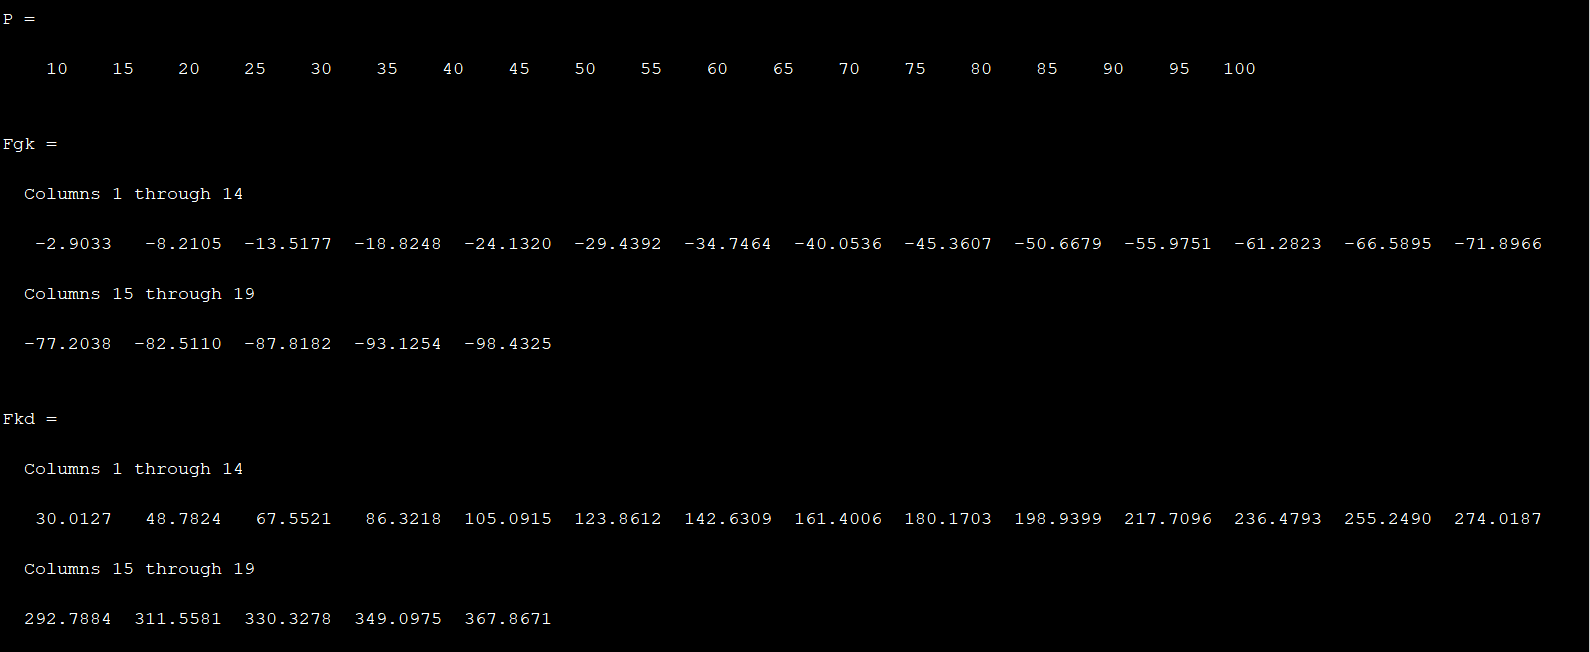 P =
10 15 20 25 30 35 40 45 50 55 60 65 70 75 80 85 90 95 100
Fgk =
Columns 1 through 14
-2.9033 -8.2105 -13.5177 -18.8248 -24.1320 -29.4392 -34.7464 -40.0536 -45.3607 -50.6679 -55.9751 -61.2823 -66.5895 -71.8966
Columns 15 through 19
-77.2038 -82.5110 -87.8182 -93.1254 -98.4325
Fkd =
Columns 1 through 14
30.0127 48.7824 67.5521 86.3218 105.0915 123.8612 142.6309 161.4006 180.1703 198.9399 217.7096 236.4793 255.2490 274.0187
Columns 15 through 19
292.7884 311.5581 330.3278 349.0975 367.8671